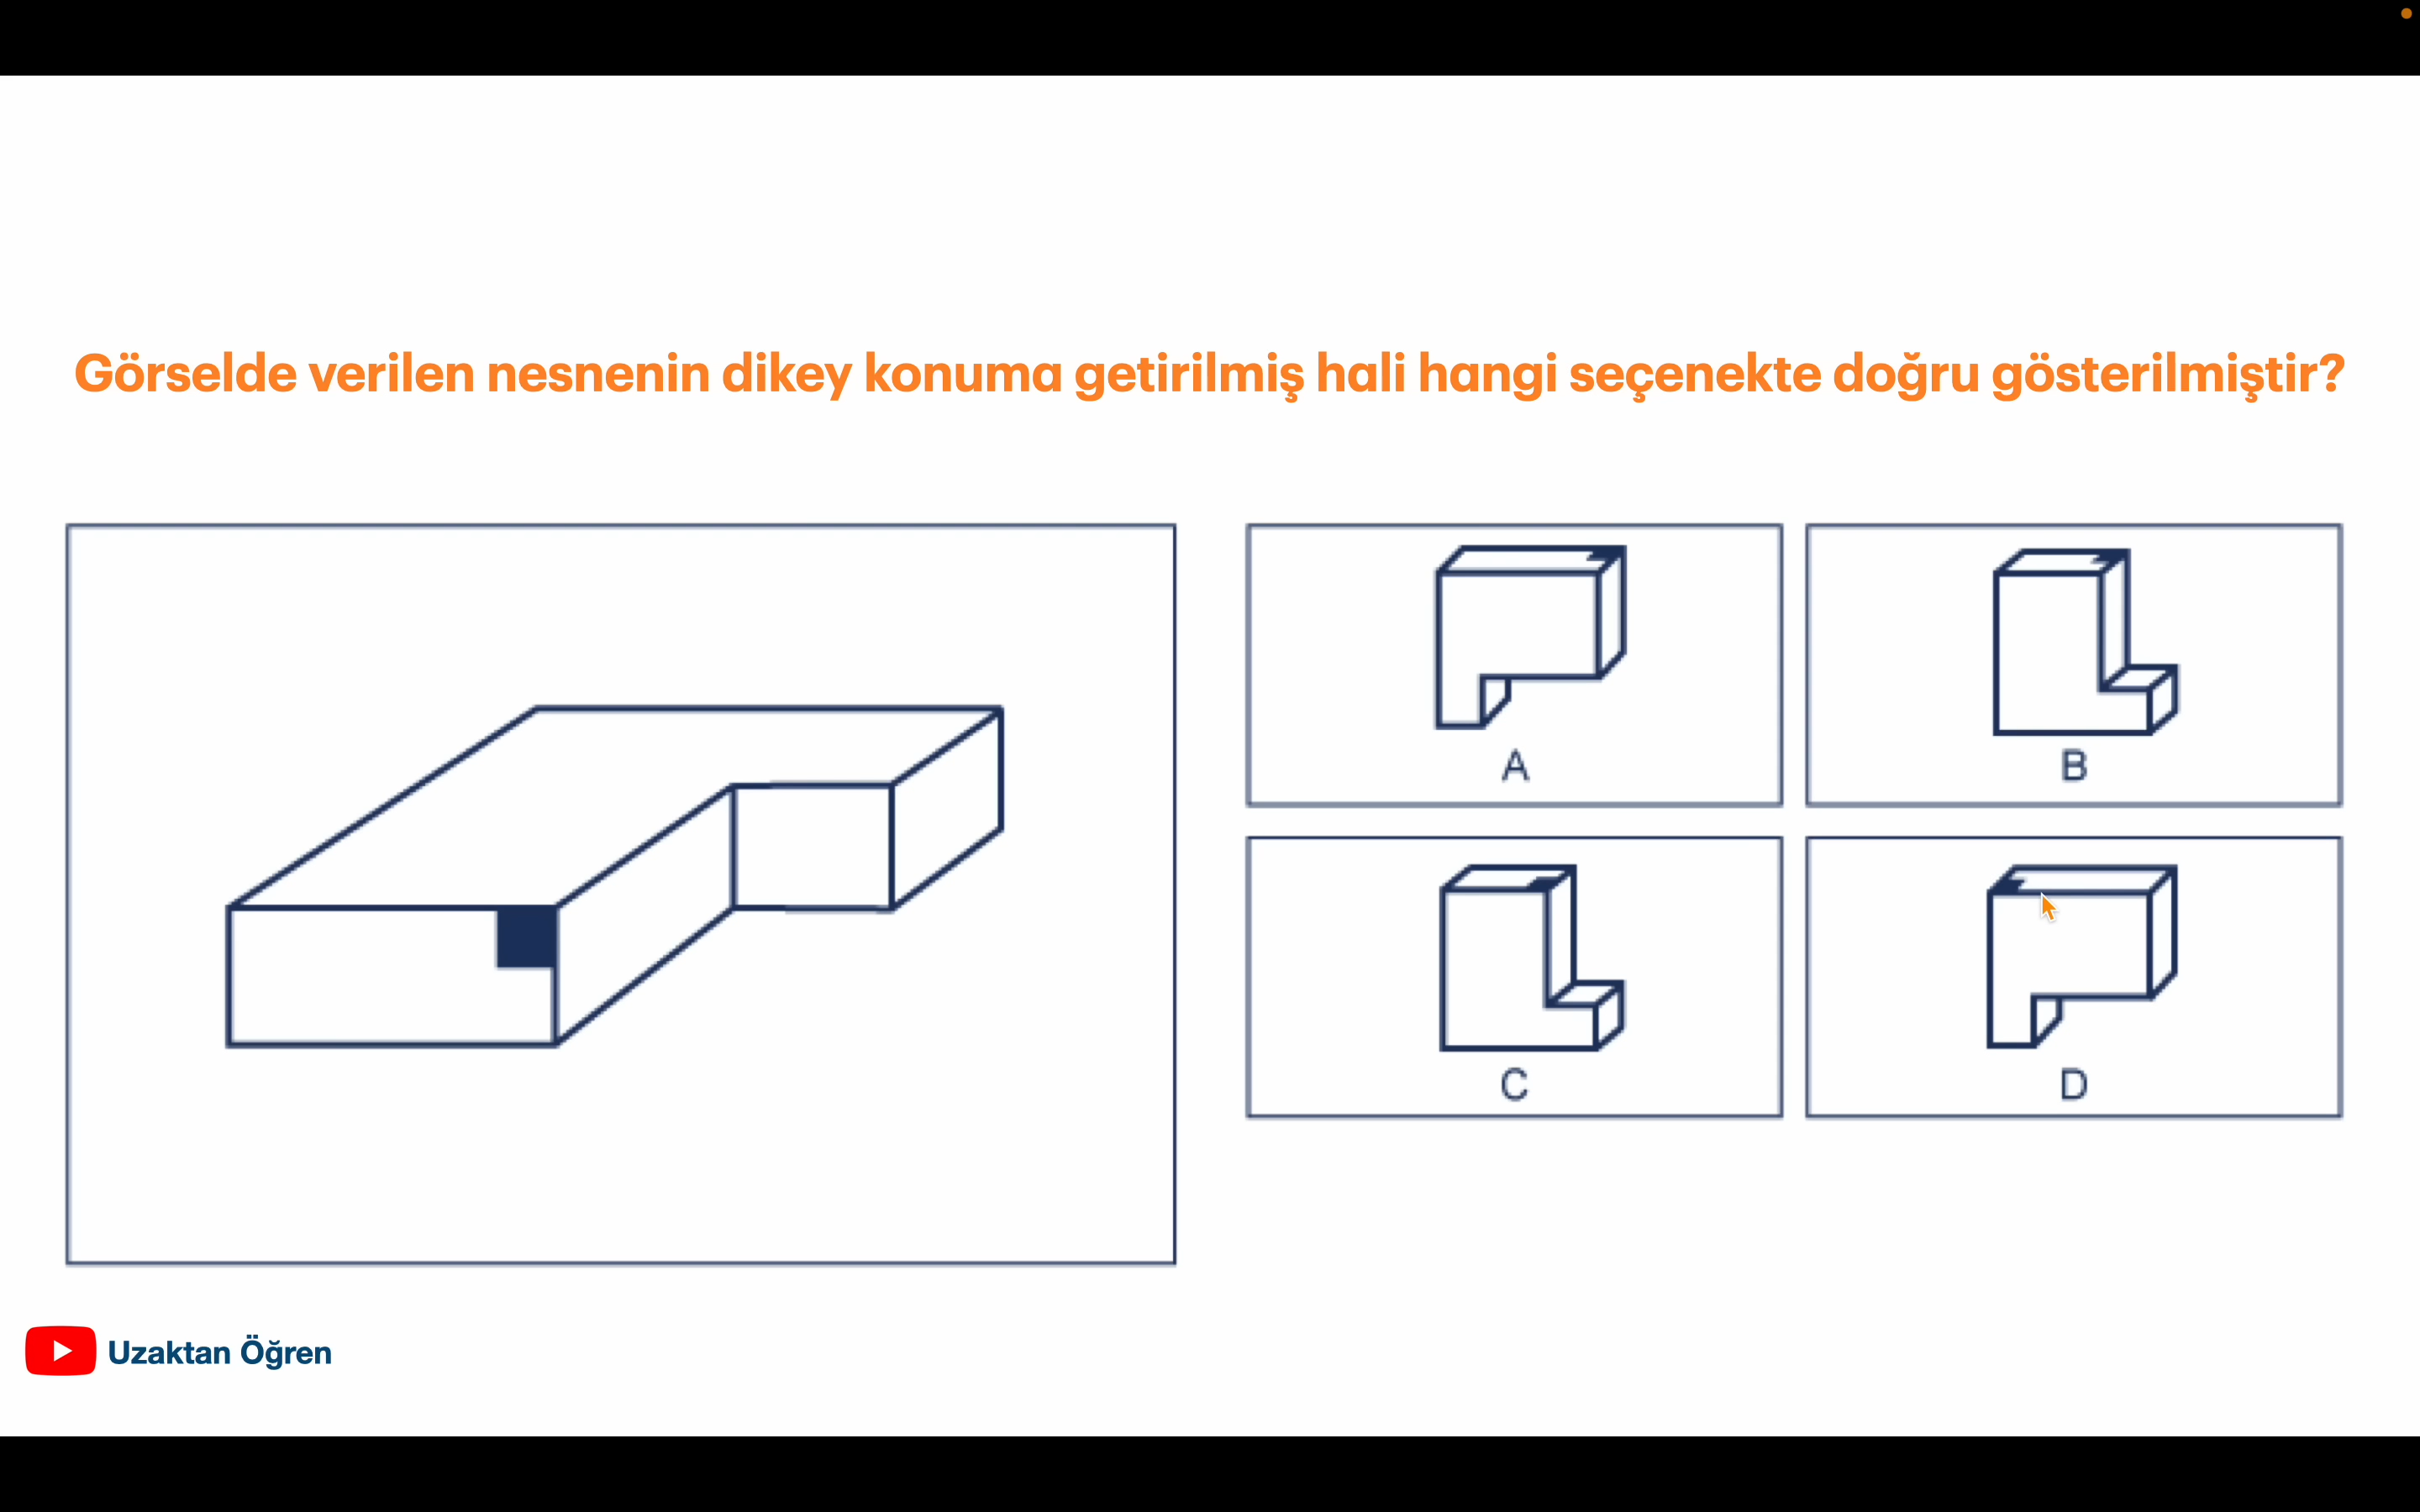 Görselde verilen nesnenin dikey konuma getirilmiş hali hangi seçenekte doğru gösterilmiştir?
A
B
C
D
Uzaktan Öğren